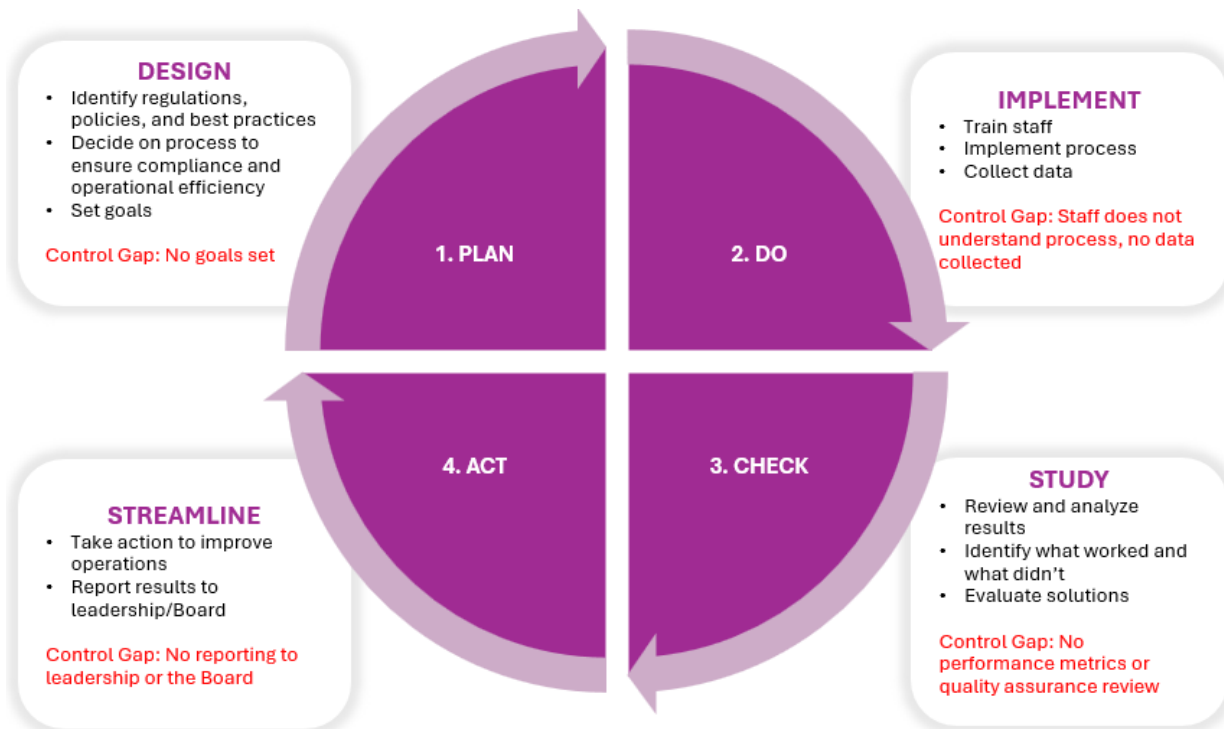 DESIGN
• Identify regulations,
policies, and best practices
• Decide on process to
ensure compliance and
operational efficiency
• Set goals
Control Gap: No goals set
1. PLAN
2. DO
IMPLEMENT
• Train staff
• Implement process
• Collect data
Control Gap: Staff does not
understand process, no data
collected
STREAMLINE
• Take action to improve
operations
• Report results to
leadership/Board
Control Gap: No reporting to
leadership or the Board
4. ACT
3. CHECK
STUDY
• Review and analyze
results
• Identify what worked and
what didn’t
• Evaluate solutions
Control Gap: No
performance metrics or
quality assurance review